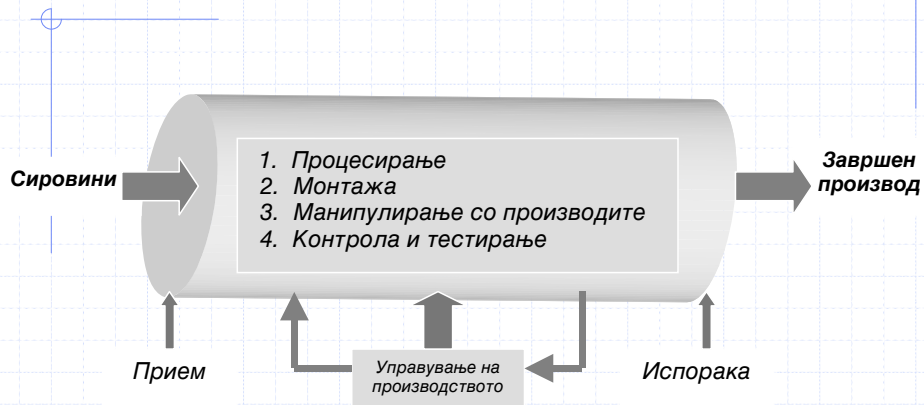 Сировини
1. Процесирање
2. Монтажа
3. Манипулирање со производите
4. Контрола и тестирање
Завршен
производ
Прием
Управување на
производството
Испорака